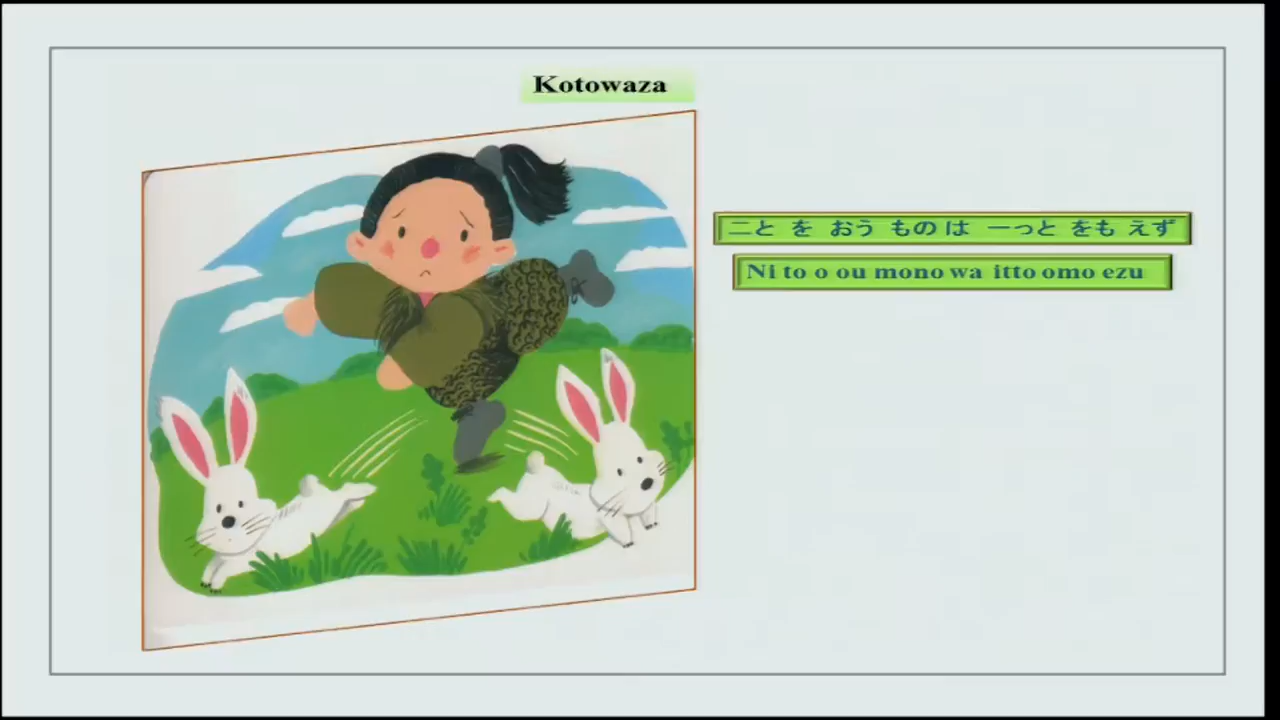 Kotowaza
二と を おう もの は 一っと をも えず
Ni to o ou mono wa itto omo ezu